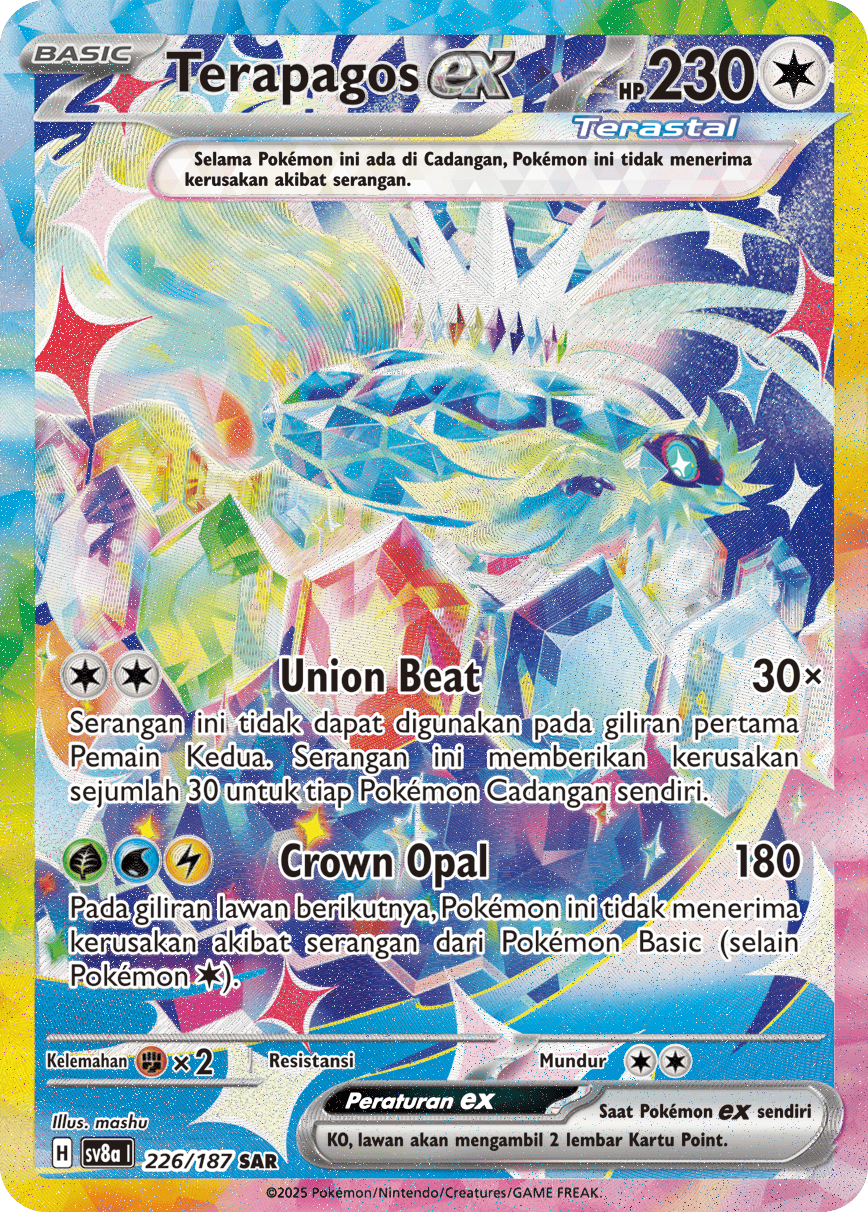 BASIC
Terapagos ex HP 230
Terastal
Selama Pokémon ini ada di Cadangan, Pokémon ini tidak menerima
kerusakan akibat serangan.
Union Beat 30×
Serangan ini tidak dapat digunakan pada giliran pertama
Pemain Kedua. Serangan ini memberikan kerusakan
sejumlah 30 untuk tiap Pokémon Cadangan sendiri.
Crown Opal 180
Pada giliran lawan berikutnya, Pokémon ini tidak menerima
kerusakan akibat serangan dari Pokémon Basic (selain
Pokémon ).
Kelemahan ×2 Resistansi Mundur
Peraturan ex
Saat Pokémon ex sendiri
KO, lawan akan mengambil 2 lembar Kartu Poin.
Illus. mashu
H sv8a I 226/187 SAR
©2025 Pokémon/Nintendo/Creatures/GAME FREAK.